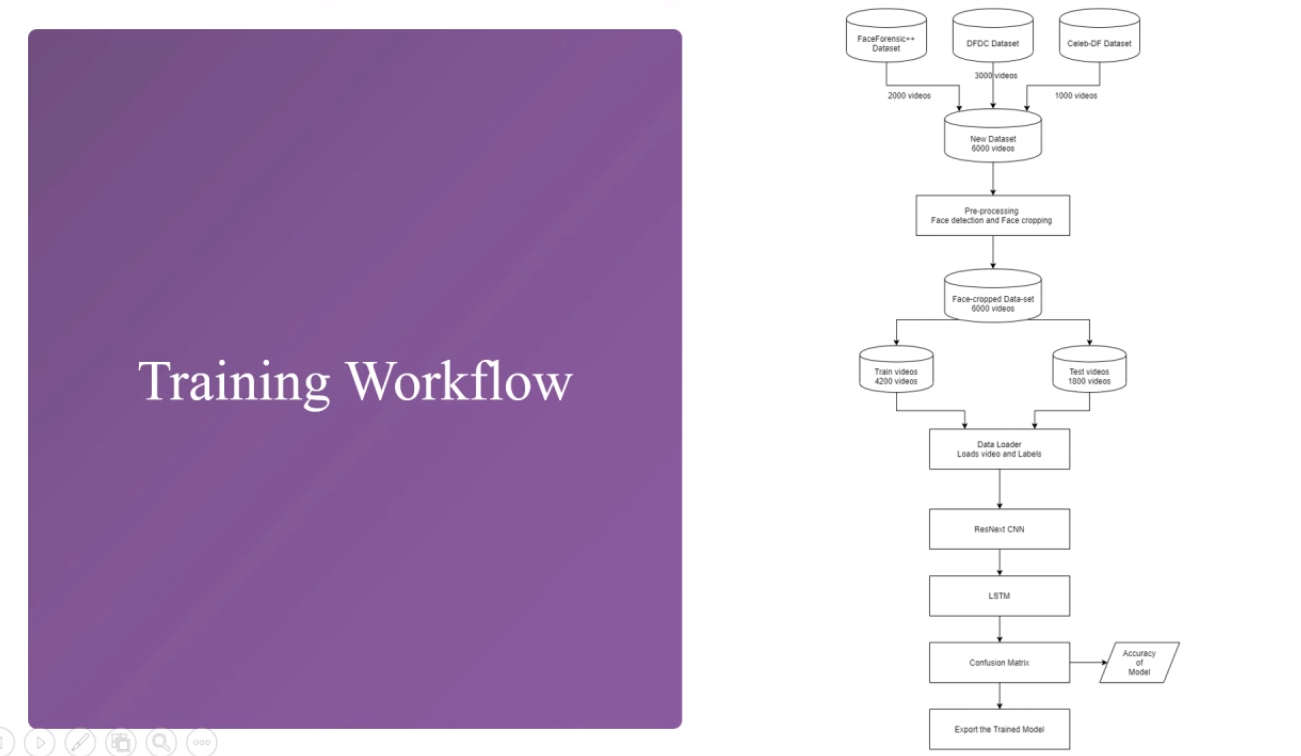 Training Workflow
FaceForensic++
Dataset
DFDC Dataset
Celeb-DF Dataset
3000 videos
2000 videos
1000 videos
New Dataset
6000 videos
Pre-processing
Face detection and Face cropping
Face-cropped Data-set
6000 videos
Train videos
4200 videos
Test videos
1800 videos
Data Loader
Loads video and Labels
ResNext CNN
LSTM
Confusion Matrix
Accuracy
of
Model
Export the Trained Model